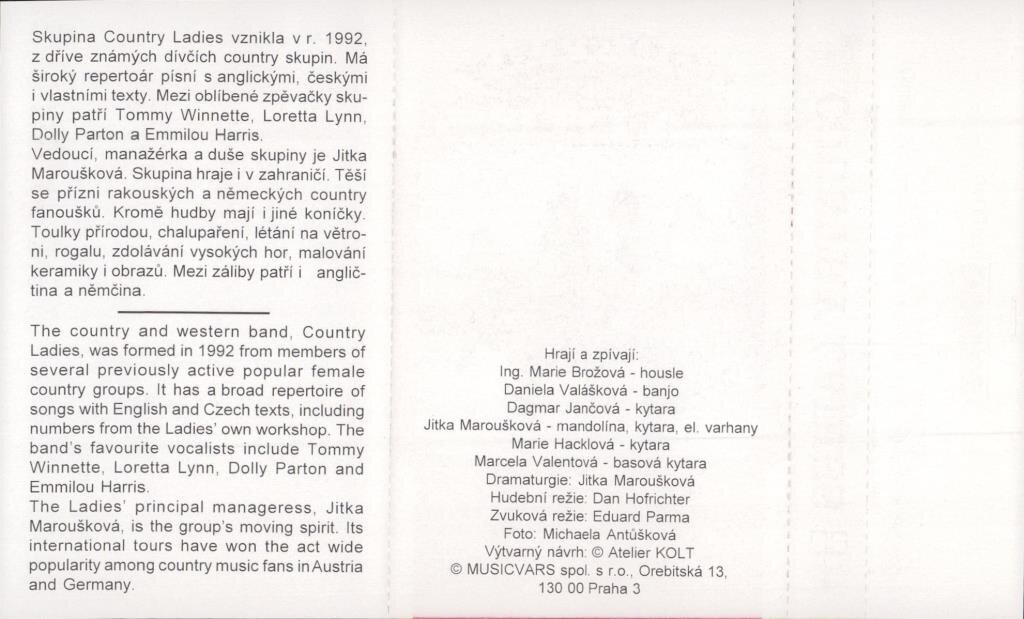 Skupina Country Ladies vznikla v r. 1992,
z dříve známých dívčích country skupin. Má
široký repertoár písní s anglickými, českými
i vlastními texty. Mezi oblíbené zpěvačky sku-
piny patří Tommy Winnette, Loretta Lynn,
Dolly Parton a Emmilou Harris.
Vedoucí, manažérka a duše skupiny je Jitka
Maroušková. Skupina hraje i v zahraničí. Těší
se přízni rakouských a německých country
fanoušků. Kromě hudby mají i jiné koníčky.
Toulky přírodou, chalupaření, létání na větro-
ni, rogalu, zdolávání vysokých hor, malování
keramiky i obrazů. Mezi záliby patří i anglič-
tina a němčina.
The country and western band, Country
Ladies, was formed in 1992 from members of
several previously active popular female
country groups. It has a broad repertoire of
songs with English and Czech texts, including
numbers from the Ladies' own workshop. The
band's favourite vocalists include Tommy
Winnette, Loretta Lynn, Dolly Parton and
Emmilou Harris.
The Ladies' principal manageress, Jitka
Maroušková, is the group's moving spirit. Its
international tours have won the act wide
popularity among country music fans in Austria
and Germany.
Hrají a zpívají:
Ing. Marie Brožová - housle
Daniela Valášková - banjo
Dagmar Jančová - kytara
Jitka Maroušková - mandolína, kytara, el. varhany
Marie Hacklová - kytara
Marcela Valentová - basová kytara
Dramaturgie: Jitka Maroušková
Hudební režie: Dan Hofrichter
Zvuková režie: Eduard Parma
Foto: Michaela Antůšková
Výtvarný návrh: © Atelier KOLT
© MUSICVARS spol. s r.o., Orebitská 13,
130 00 Praha 3